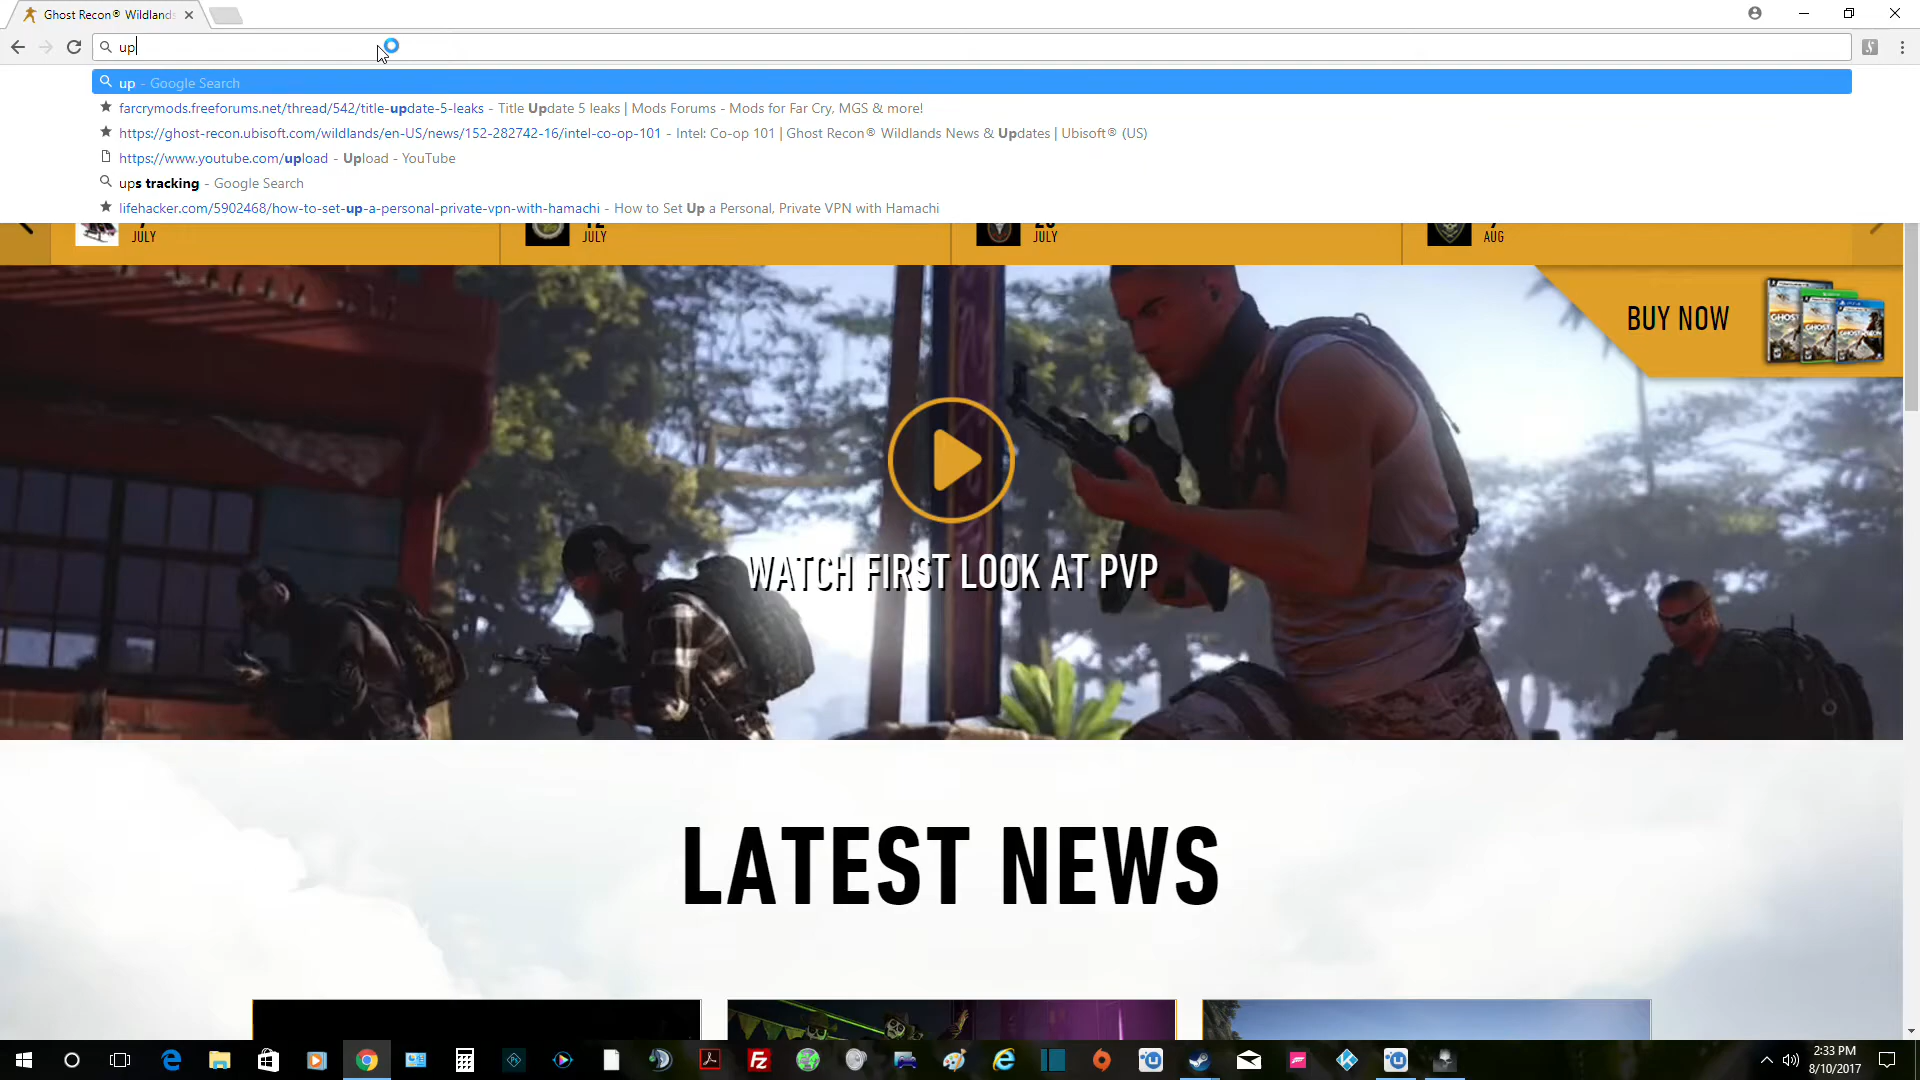 Ghost Recon® Wildlands
up
up - Google Search
farcrymods.freeforums.net/thread/542/title-update-5-leaks - Title Update 5 leaks | Mods Forums - Mods for Far Cry, MGS & more!
https://ghost-recon.ubisoft.com/wildlands/en-US/news/152-282742-16/intel-co-op-101 - Intel: Co-op 101 | Ghost Recon® Wildlands News & Updates | Ubisoft® (US)
https://www.youtube.com/upload - Upload - YouTube
ups tracking - Google Search
lifehacker.com/5902468/how-to-set-up-a-personal-private-vpn-with-hamachi - How to Set Up a Personal, Private VPN with Hamachi
JULY JULY JULY AUG
BUY NOW
WATCH FIRST LOOK AT PVP
LATEST NEWS
2:33 PM
8/10/2017